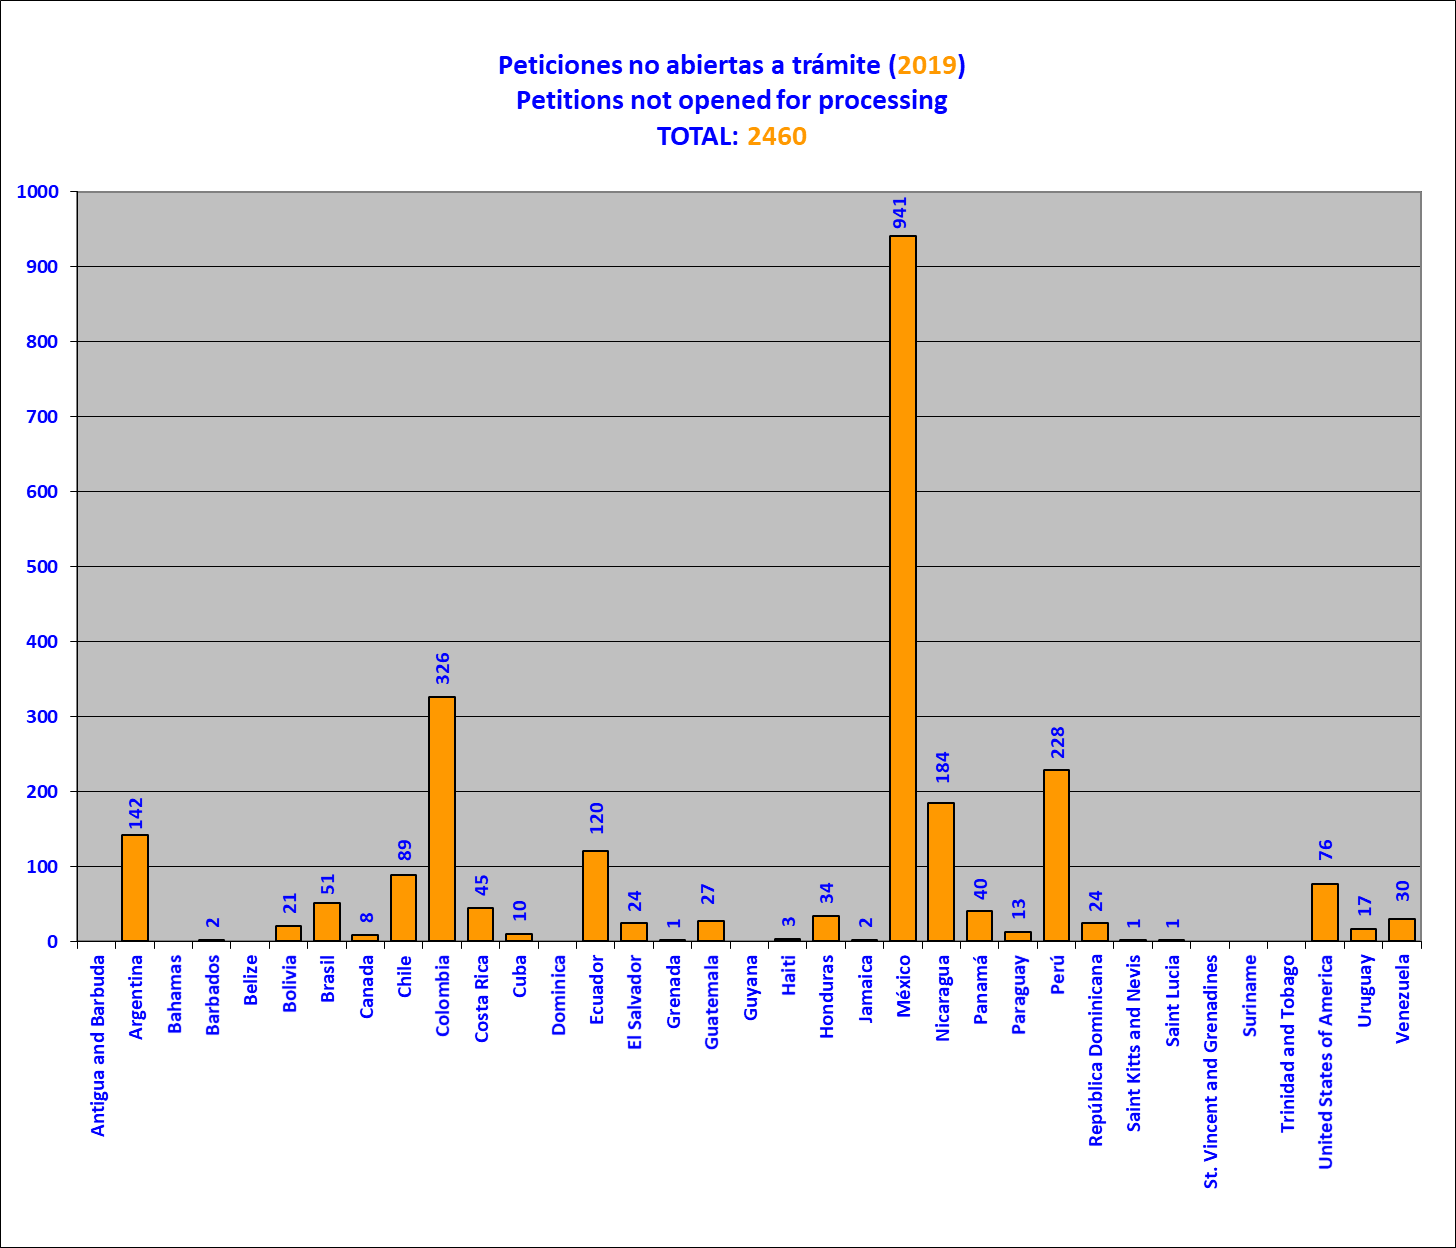 Peticiones no abiertas a trámite (2019)
Petitions not opened for processing
TOTAL: 2460
1000
900
800
700
600
500
400
300
200
100
0
142
2
21
51
8
89
326
45
10
120
24
1
27
3
34
2
941
184
40
13
228
24
1
1
76
17
30
Antigua and Barbuda
Argentina
Bahamas
Barbados
Belize
Bolivia
Brasil
Canada
Chile
Colombia
Costa Rica
Cuba
Dominica
Ecuador
El Salvador
Grenada
Guatemala
Guyana
Haiti
Honduras
Jamaica
México
Nicaragua
Panamá
Paraguay
Perú
República Dominicana
Saint Kitts and Nevis
Saint Lucia
St. Vincent and Grenadines
Suriname
Trinidad and Tobago
United States of America
Uruguay
Venezuela